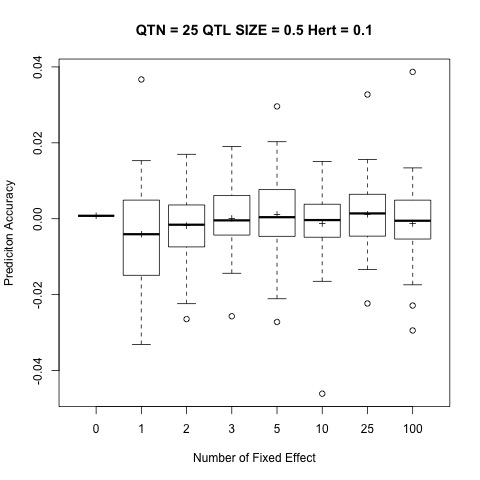 QTN = 25 QTL SIZE = 0.5 Hert = 0.1
Prediciton Accuracy
0.04
0.02
0.00
-0.02
-0.04
0 1 2 3 5 10 25 100
Number of Fixed Effect